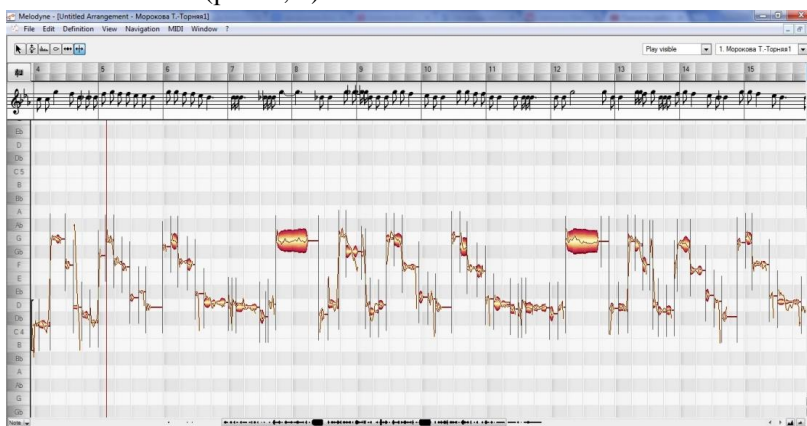 Melodyne - [Untitled Arrangement - Морокова Т.-Торняя1]
File Edit Definition View Navigation MIDI Window ?
Play visible 1. Морокова Т.-Торняя1
4 5 6 7 8 9 10 11 12 13 14 15
Eb
D
Db
C 5
B
Bb
A
Ab
G
Gb
F
E
Eb
D
Db
C 4
B
Bb
A
Ab
G
Gb
Note